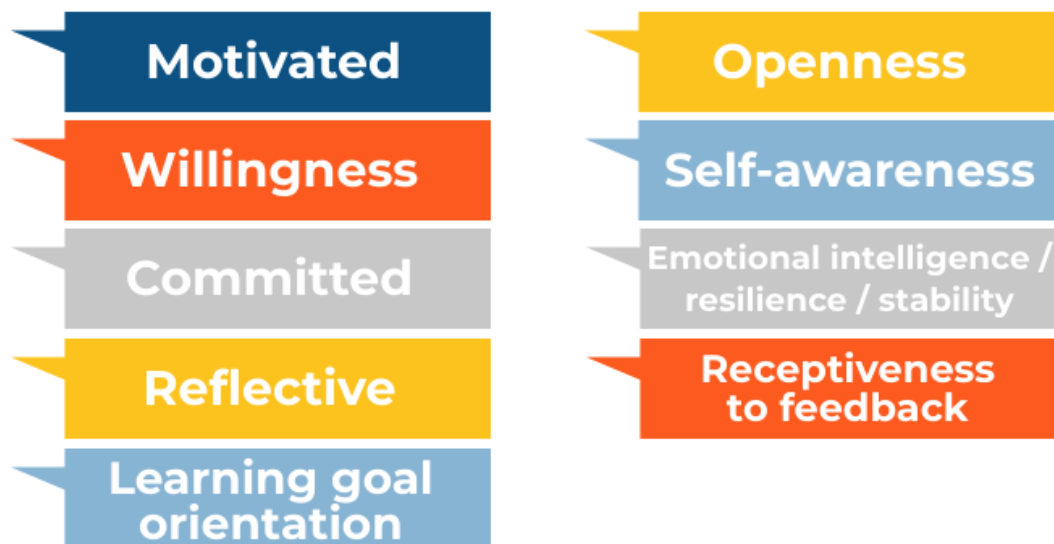 Motivated
Willingness
Committed
Reflective
Learning goal
orientation
Openness
Self-awareness
Emotional intelligence /
resilience / stability
Receptiveness
to feedback